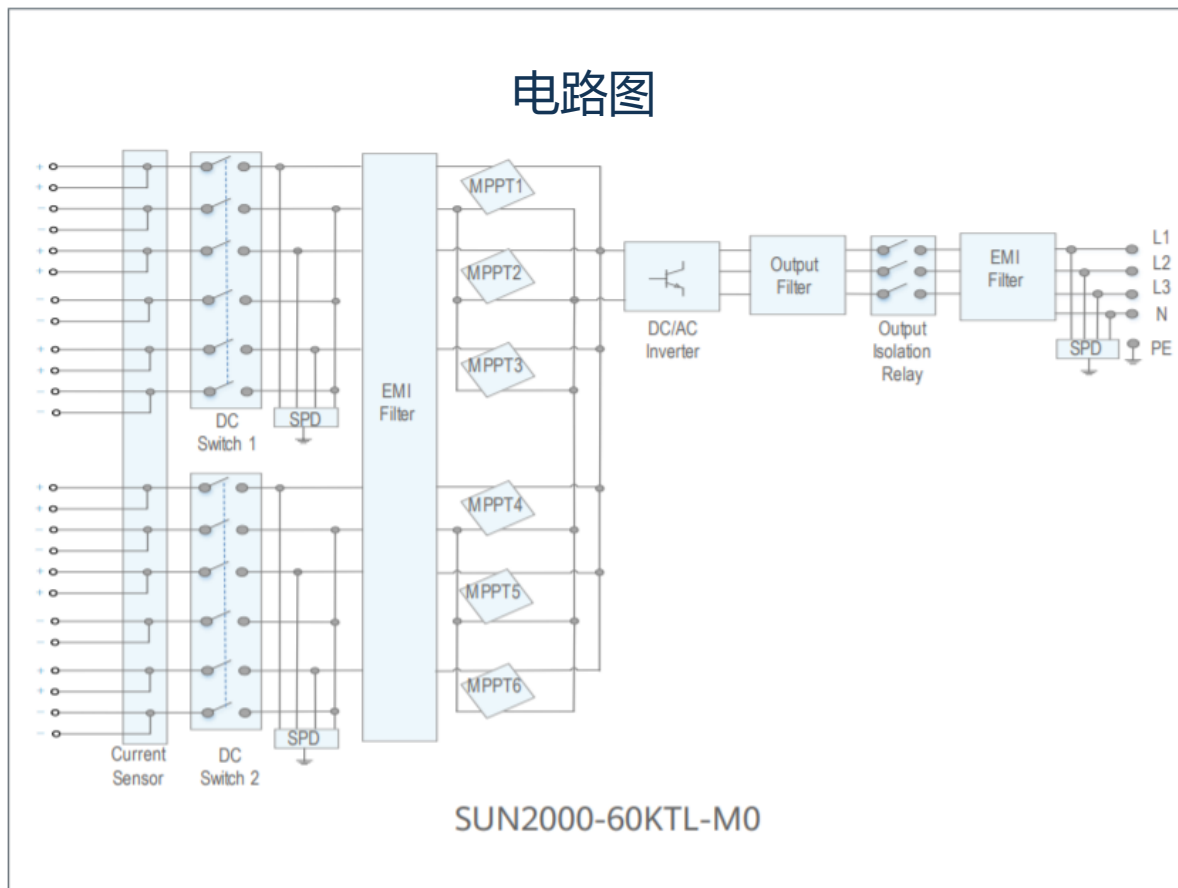 电路图
+
+
−
−
+
+
−
−
+
+
−
−
DC
Switch 1
SPD
+
+
−
−
+
+
−
−
+
+
−
−
Current
Sensor
DC
Switch 2
SPD
EMI
Filter
MPPT1
MPPT2
MPPT3
MPPT4
MPPT5
MPPT6
DC/AC
Inverter
Output
Filter
Output
Isolation
Relay
EMI
Filter
SPD
L1
L2
L3
N
PE
SUN2000-60KTL-M0